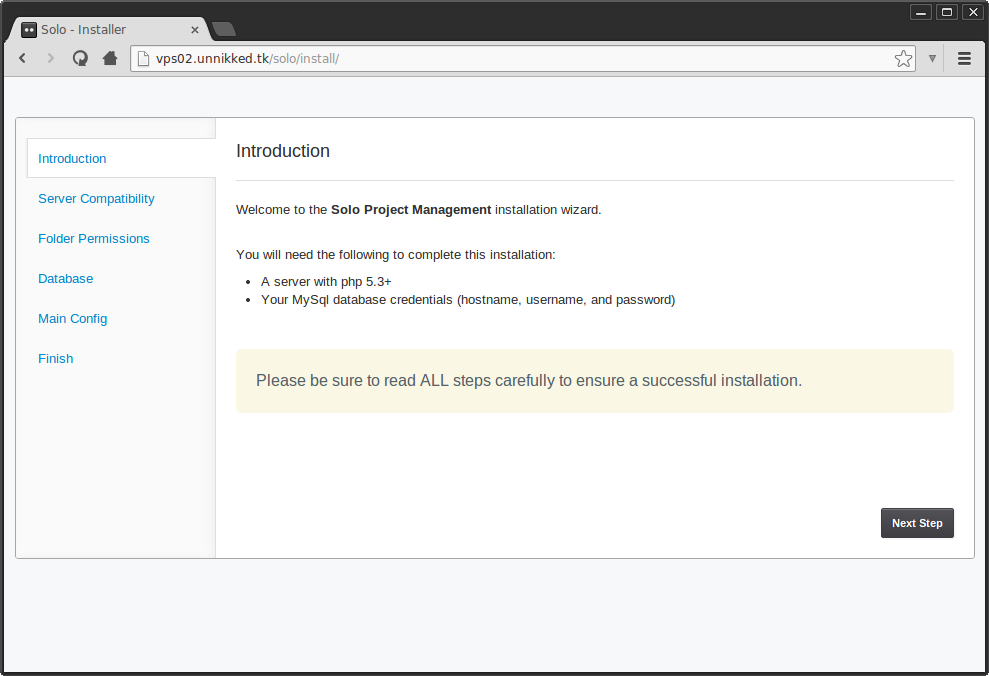 Solo - Installer
vps02.unnikked.tk/solo/install/
Introduction
Server Compatibility
Folder Permissions
Database
Main Config
Finish
Introduction
Welcome to the Solo Project Management installation wizard.
You will need the following to complete this installation:
• A server with php 5.3+
• Your MySql database credentials (hostname, username, and password)
Please be sure to read ALL steps carefully to ensure a successful installation.
Next Step